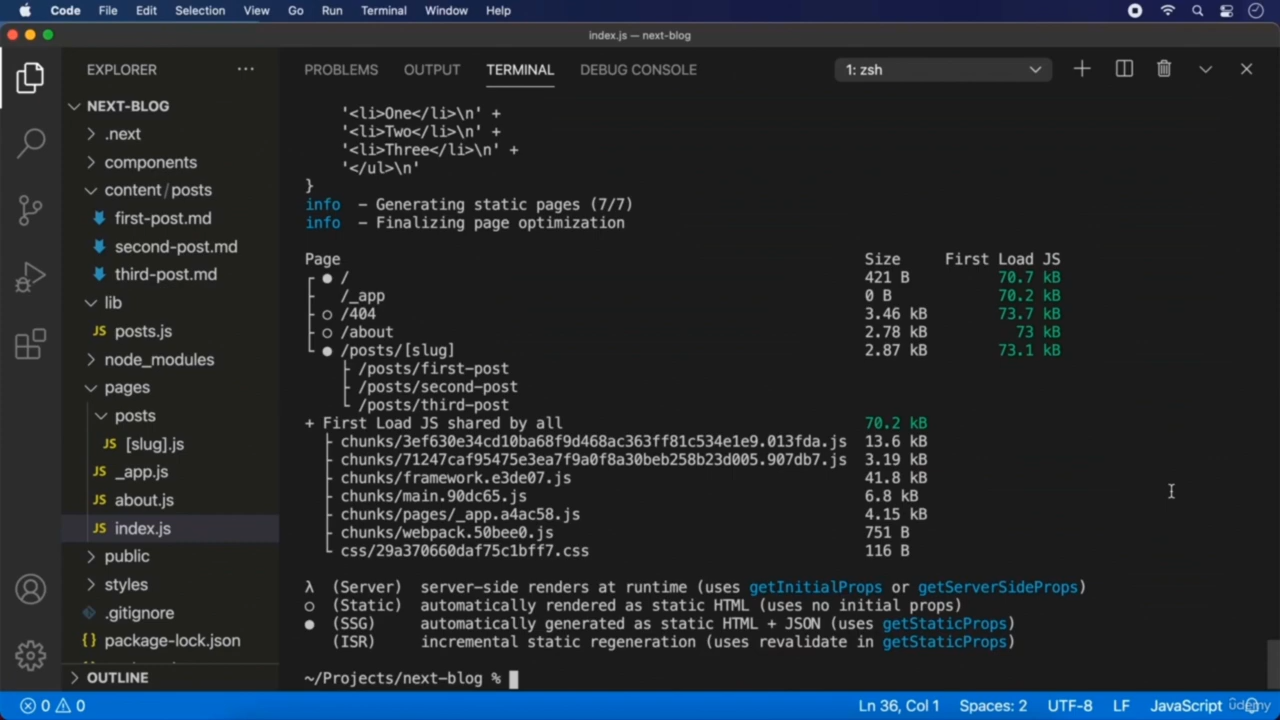 Code File Edit Selection View Go Run Terminal Window Help
index.js — next-blog
EXPLORER
PROBLEMS OUTPUT TERMINAL DEBUG CONSOLE 1: zsh
NEXT-BLOG
.next
components
content/posts
first-post.md
second-post.md
third-post.md
lib
JS posts.js
node_modules
pages
posts
JS [slug].js
JS _app.js
JS about.js
JS index.js
public
styles
.gitignore
{} package-lock.json
OUTLINE
'<li>One</li>\n' +
'<li>Two</li>\n' +
'<li>Three</li>\n' +
'</ul>\n'
}
info – Generating static pages (7/7)
info – Finalizing page optimization
Page Size First Load JS
┌ ● / 421 B 70.7 kB
├ /_app 0 B 70.2 kB
├ ○ /404 3.46 kB 73.7 kB
├ ○ /about 2.78 kB 73 kB
└ ● /posts/[slug] 2.87 kB 73.1 kB
├ /posts/first-post
├ /posts/second-post
└ /posts/third-post
+ First Load JS shared by all 70.2 kB
├ chunks/3ef630e34cd10ba68f9d468ac363ff81c534e1e9.013fda.js 13.6 kB
├ chunks/71247caf95475e3ea7f9a0f8a30beb258b23d005.907db7.js 3.19 kB
├ chunks/framework.e3de07.js 41.8 kB
├ chunks/main.90dc65.js 6.8 kB
├ chunks/pages/_app.a4ac58.js 4.15 kB
├ chunks/webpack.50bee0.js 751 B
└ css/29a370660daf75c1bff7.css 116 B
λ (Server) server-side renders at runtime (uses getInitialProps or getServerSideProps)
○ (Static) automatically rendered as static HTML (uses no initial props)
● (SSG) automatically generated as static HTML + JSON (uses getStaticProps)
(ISR) incremental static regeneration (uses revalidate in getStaticProps)
~/Projects/next-blog %
0 0 Ln 36, Col 1 Spaces: 2 UTF-8 LF JavaScript
udemy